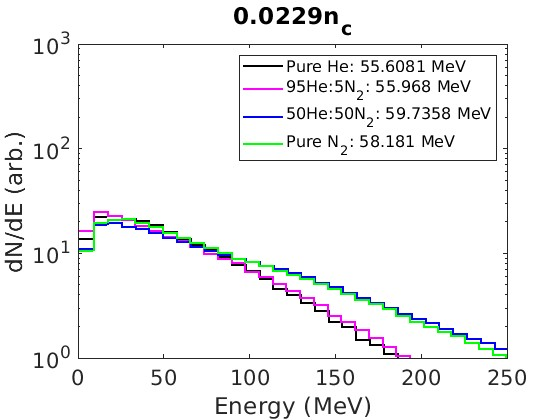 0.0229n_c
10^3
Pure He: 55.6081 MeV
95He:5N_2: 55.968 MeV
50He:50N_2: 59.7358 MeV
Pure N_2: 58.181 MeV
10^2
dN/dE (arb.)
10^1
10^0
0 50 100 150 200 250
Energy (MeV)